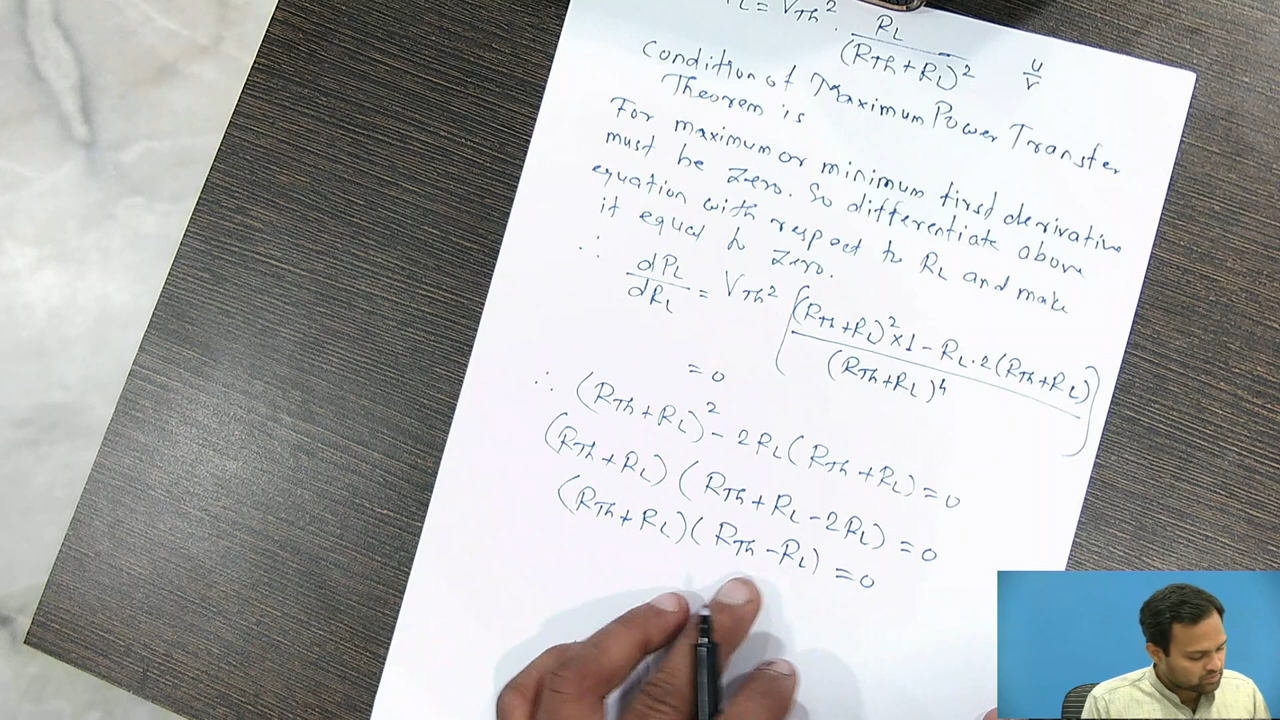 PL = VTh² · RL / (RTh+RL)²    u/v
Condition of Maximum Power Transfer
Theorem is
For maximum or minimum first derivative
must be zero. So differentiate above
equation with respect to RL and make
it equal to zero.
∴ dPL/dRL = VTh² {((RTh+RL)²×1 − RL·2(RTh+RL)) / (RTh+RL)⁴}
= 0
∴ (RTh+RL)² − 2RL(RTh+RL) = 0
(RTh+RL)(RTh+RL−2RL) = 0
(RTh+RL)(RTh−RL) = 0